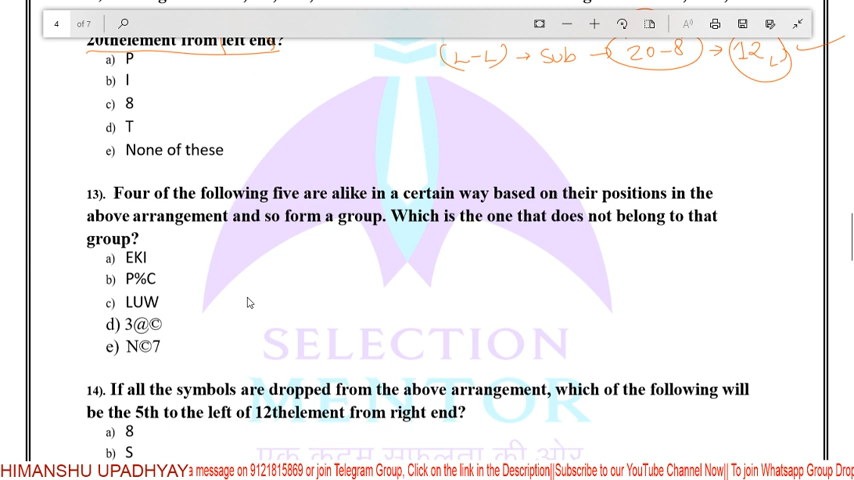 4 of 7
20thelement from left end?
(L-L) → Sub → 20-8 → 12 L
a) P
b) I
c) 8
d) T
e) None of these
13). Four of the following five are alike in a certain way based on their positions in the
above arrangement and so form a group. Which is the one that does not belong to that
group?
a) EKI
b) P%C
c) LUW
d) 3@©
e) N©7
SELECTION
MENTOR
14). If all the symbols are dropped from the above arrangement, which of the following will
be the 5th to the left of 12thelement from right end?
एक कदम सफलता की ओर
a) 8
b) S
HIMANSHU UPADHYAY a message on 9121815869 or join Telegram Group, Click on the link in the Description||Subscribe to our YouTube Channel Now|| To join Whatsapp Group Drop